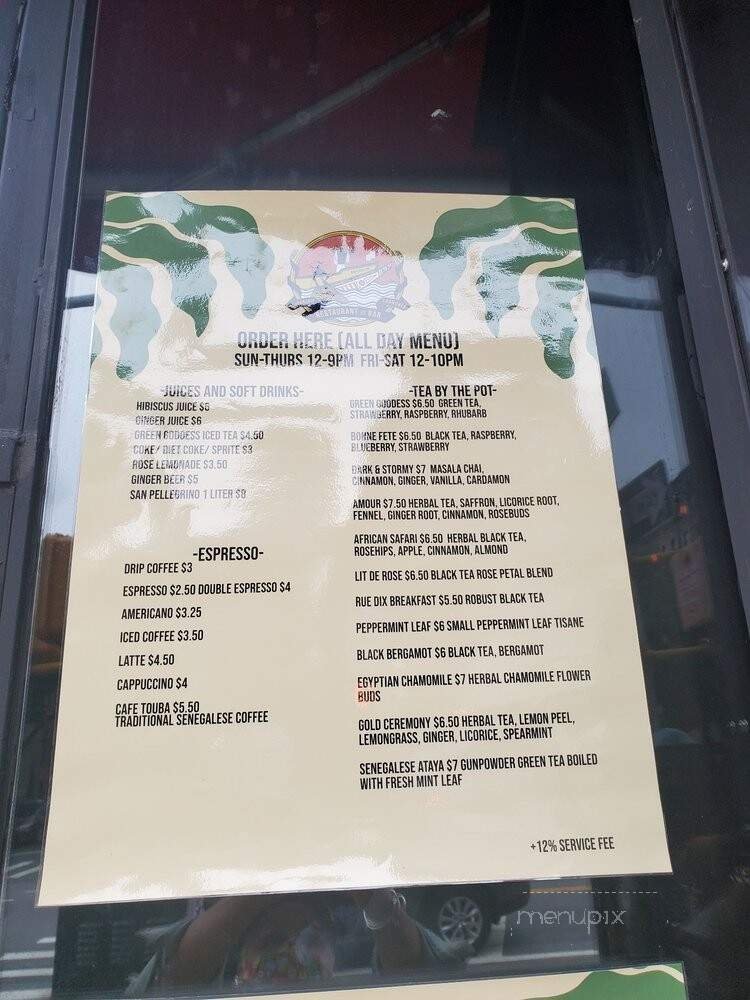 RESTAURANT & BAR
ORDER HERE (ALL DAY MENU)
SUN-THURS 12-9PM FRI-SAT 12-10PM
-JUICES AND SOFT DRINKS-
HIBISCUS JUICE $6
GINGER JUICE $6
GREEN GODDESS ICED TEA $4.50
COKE/ DIET COKE/ SPRITE $3
ROSE LEMONADE $3.50
GINGER BEER $5
SAN PELLEGRINO 1 LITER $8
-ESPRESSO-
DRIP COFFEE $3
ESPRESSO $2.50 DOUBLE ESPRESSO $4
AMERICANO $3.25
ICED COFFEE $3.50
LATTE $4.50
CAPPUCCINO $4
CAFE TOUBA $5.50
TRADITIONAL SENEGALESE COFFEE
-TEA BY THE POT-
GREEN GODDESS $6.50 GREEN TEA,
STRAWBERRY, RASPBERRY, RHUBARB
BONNE FETE $6.50 BLACK TEA, RASPBERRY,
BLUEBERRY, STRAWBERRY
DARK & STORMY $7 MASALA CHAI,
CINNAMON, GINGER, VANILLA, CARDAMON
AMOUR $7.50 HERBAL TEA, SAFFRON, LICORICE ROOT,
FENNEL, GINGER ROOT, CINNAMON, ROSEBUDS
AFRICAN SAFARI $6.50 HERBAL BLACK TEA,
ROSEHIPS, APPLE, CINNAMON, ALMOND
LIT DE ROSE $6.50 BLACK TEA ROSE PETAL BLEND
RUE DIX BREAKFAST $5.50 ROBUST BLACK TEA
PEPPERMINT LEAF $6 SMALL PEPPERMINT LEAF TISANE
BLACK BERGAMOT $6 BLACK TEA, BERGAMOT
EGYPTIAN CHAMOMILE $7 HERBAL CHAMOMILE FLOWER
BUDS
GOLD CEREMONY $6.50 HERBAL TEA, LEMON PEEL,
LEMONGRASS, GINGER, LICORICE, SPEARMINT
SENEGALESE ATAYA $7 GUNPOWDER GREEN TEA BOILED
WITH FRESH MINT LEAF
+12% SERVICE FEE
menupix